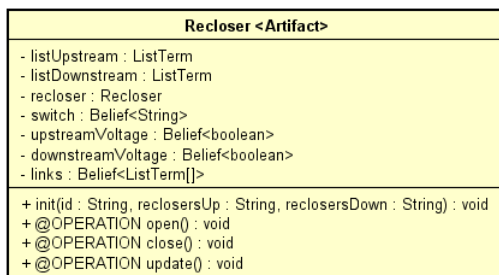 Recloser <Artifact>
- listUpstream : ListTerm
- listDownstream : ListTerm
- recloser : Recloser
- switch : Belief<String>
- upstreamVoltage : Belief<boolean>
- downstreamVoltage : Belief<boolean>
- links : Belief<ListTerm[]>
+ init(id : String, reclosersUp : String, reclosersDown : String) : void
+ @OPERATION open() : void
+ @OPERATION close() : void
+ @OPERATION update() : void